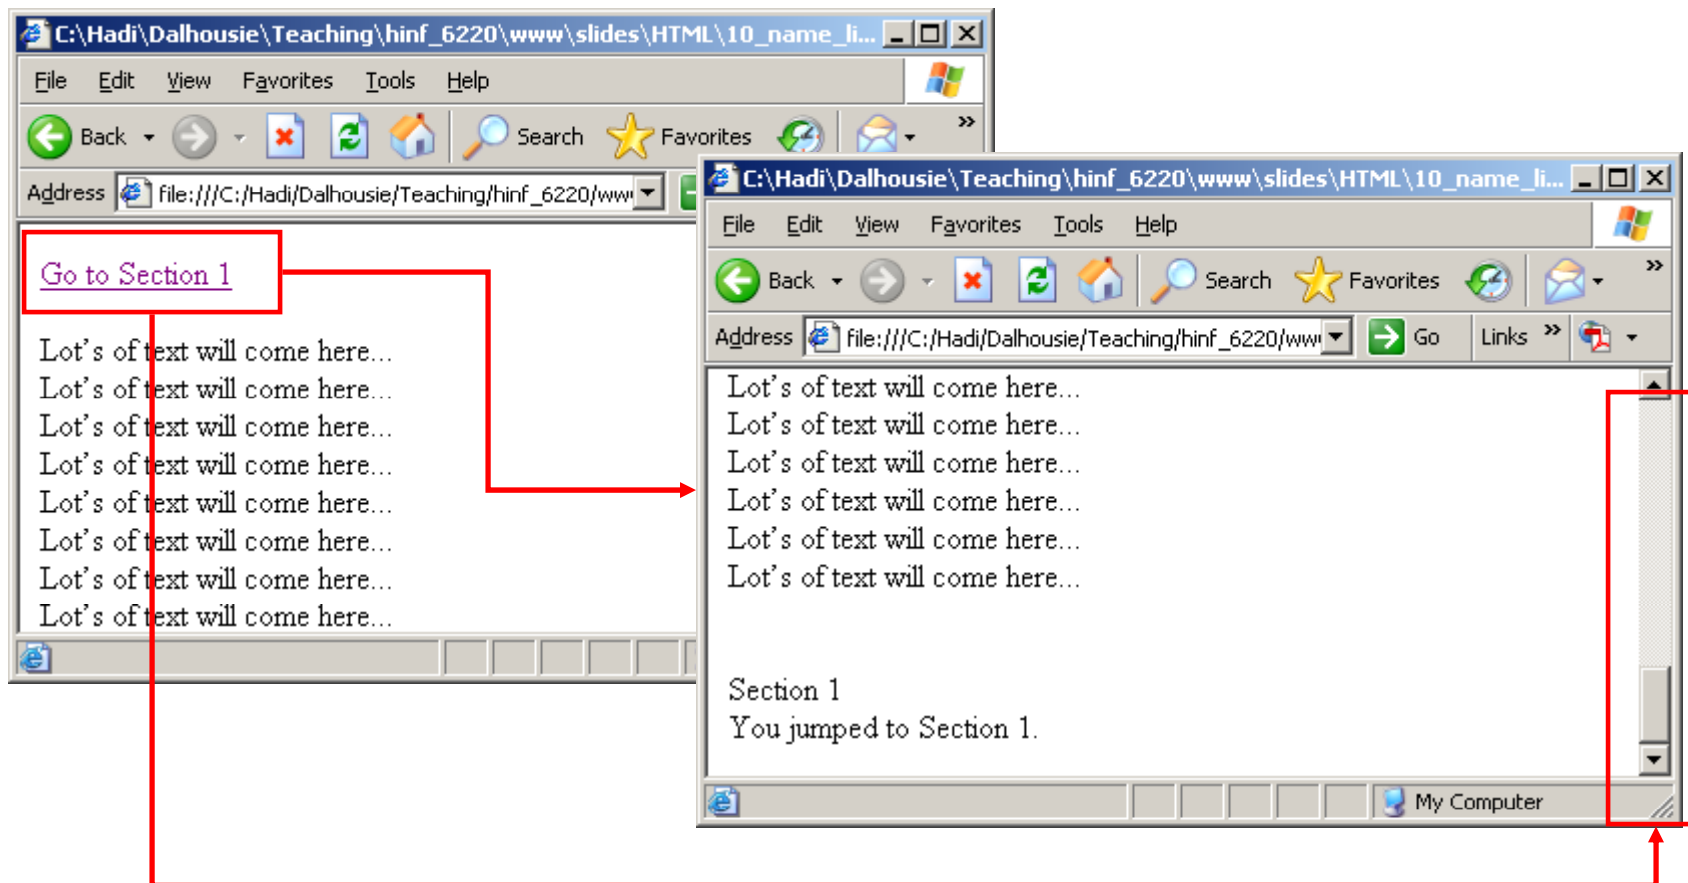 C:\Hadi\Dalhousie\Teaching\hinf_6220\www\slides\HTML\10_name_li...
File Edit View Favorites Tools Help
Back Search Favorites
Address file:///C:/Hadi/Dalhousie/Teaching/hinf_6220/www
Go to Section 1
Lot's of text will come here...
Lot's of text will come here...
Lot's of text will come here...
Lot's of text will come here...
Lot's of text will come here...
Lot's of text will come here...
Lot's of text will come here...
Lot's of text will come here...
C:\Hadi\Dalhousie\Teaching\hinf_6220\www\slides\HTML\10_name_li...
File Edit View Favorites Tools Help
Back Search Favorites
Address file:///C:/Hadi/Dalhousie/Teaching/hinf_6220/www Go Links
Lot's of text will come here...
Lot's of text will come here...
Lot's of text will come here...
Lot's of text will come here...
Lot's of text will come here...
Lot's of text will come here...
Section 1
You jumped to Section 1.
My Computer